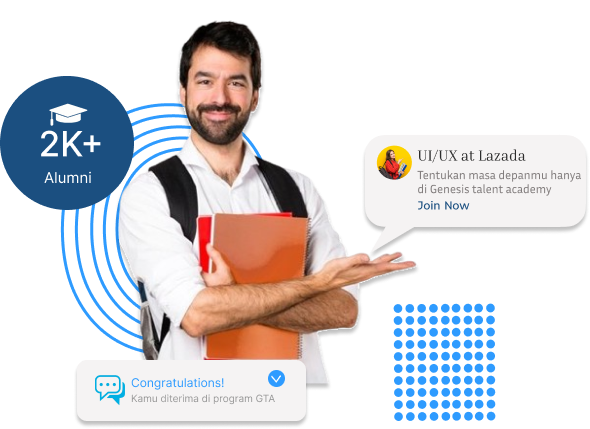 2K+
Alumni
UI/UX at Lazada
Tentukan masa depanmu hanya
di Genesis talent academy
Join Now
Congratulations!
Kamu diterima di program GTA